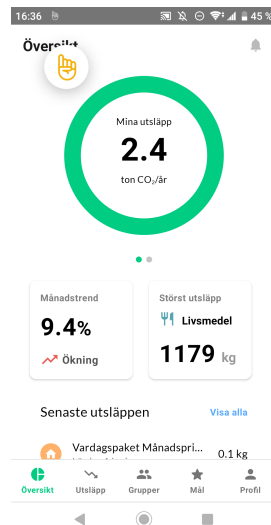 16:36 45 %
Översikt
Mina utsläpp
2.4
ton CO₂/år
Månadstrend
9.4%
Ökning
Störst utsläpp
Livsmedel
1179 kg
Senaste utsläppen Visa alla
Vardagspaket Månadspri... 0.1 kg
Översikt Utsläpp Grupper Mål Profil